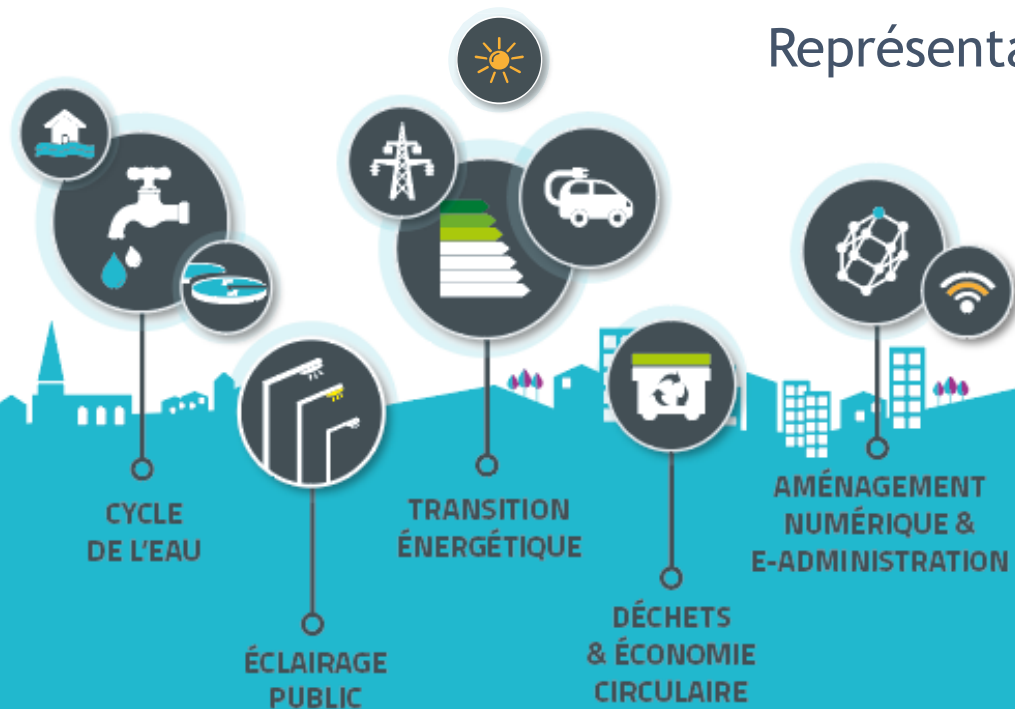 Représenta
CYCLE
DE L'EAU
ÉCLAIRAGE
PUBLIC
TRANSITION
ÉNERGÉTIQUE
DÉCHETS
& ÉCONOMIE
CIRCULAIRE
AMÉNAGEMENT
NUMÉRIQUE &
E-ADMINISTRATION